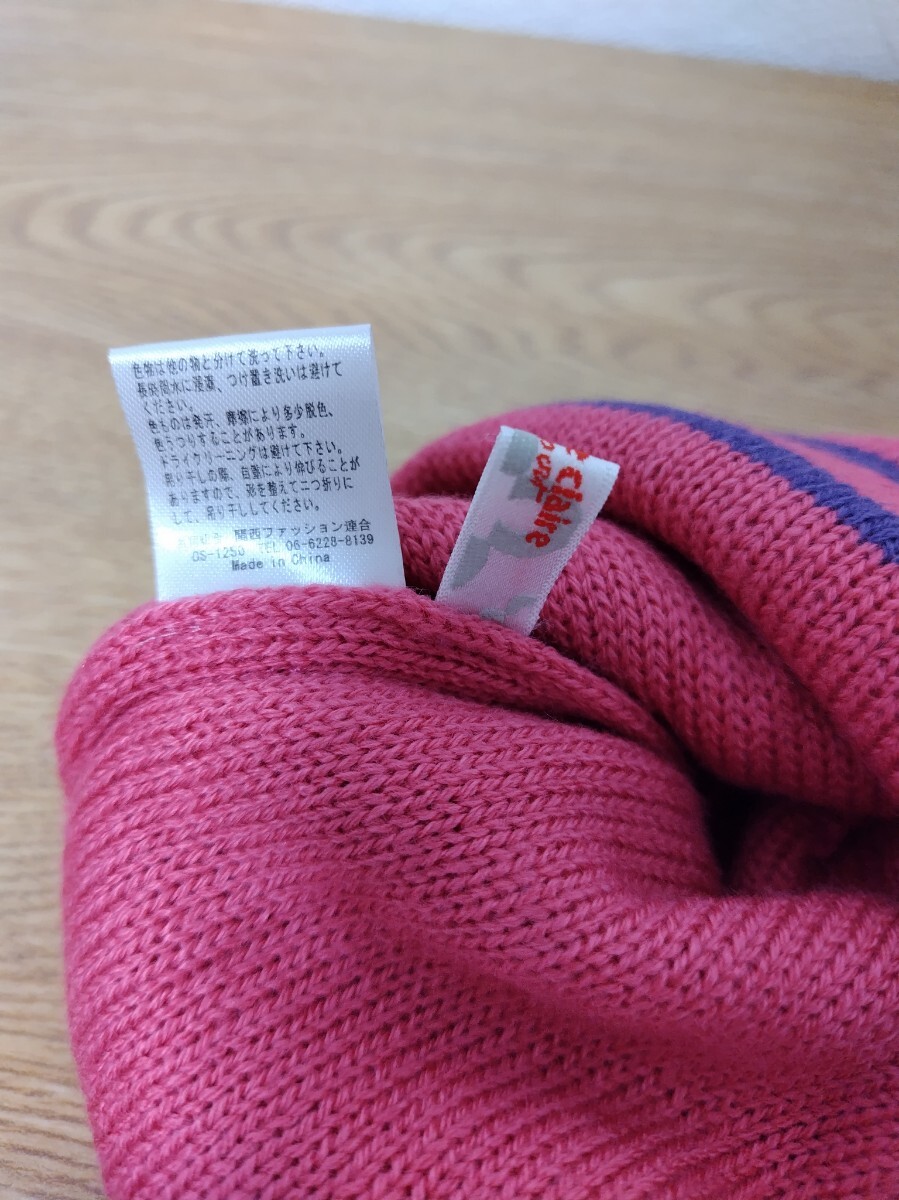 色物は他の物と分けて洗って下さい。
長時間水に浸漬、つけ置き洗いは避けて
ください。
色ものは発汗、摩擦により多少脱色、
色うつりすることがあります。
ドライクリーニングは避けて下さい。
吊り干しの際、自重により伸びることが
ありますので、形を整えて二つ折りに
して、吊り干ししてください。
関西ファッション連合
GS-1250 TEL 06-6228-8139
Made in China
claire